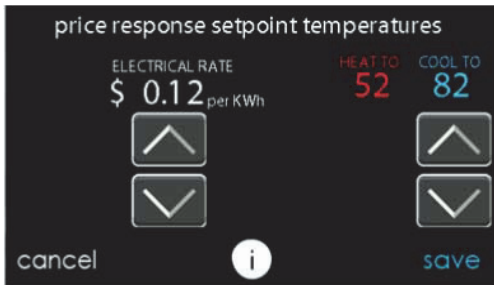 price response setpoint temperatures
ELECTRICAL RATE HEAT TO COOL TO
$ 0.12 per KWh 52 82
cancel i save